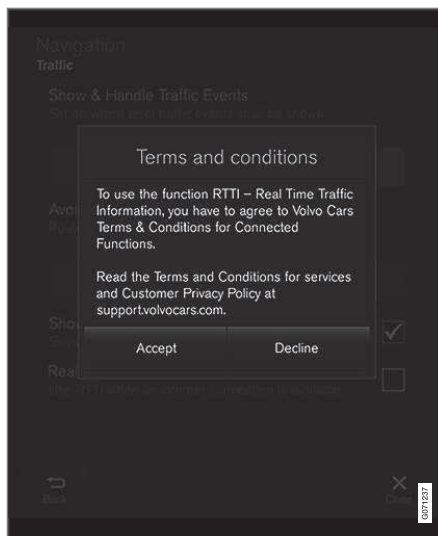 Navigation
Traffic
Show & Handle Traffic Events
Terms and conditions
To use the function RTTI – Real Time Traffic
Information, you have to agree to Volvo Cars
Terms & Conditions for Connected
Functions.
Read the Terms and Conditions for services
and Customer Privacy Policy at
support.volvocars.com.
Accept
Decline
Back
Close
G071237